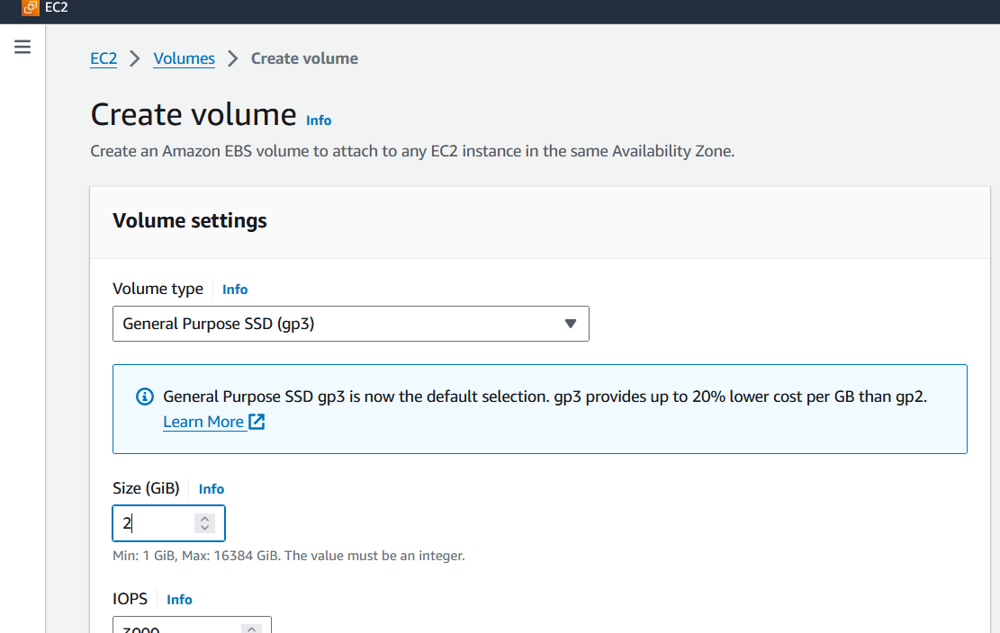 EC2
EC2 > Volumes > Create volume
Create volume Info
Create an Amazon EBS volume to attach to any EC2 instance in the same Availability Zone.
Volume settings
Volume type Info
General Purpose SSD (gp3)
General Purpose SSD gp3 is now the default selection. gp3 provides up to 20% lower cost per GB than gp2.
Learn More
Size (GiB) Info
2
Min: 1 GiB, Max: 16384 GiB. The value must be an integer.
IOPS Info
3000